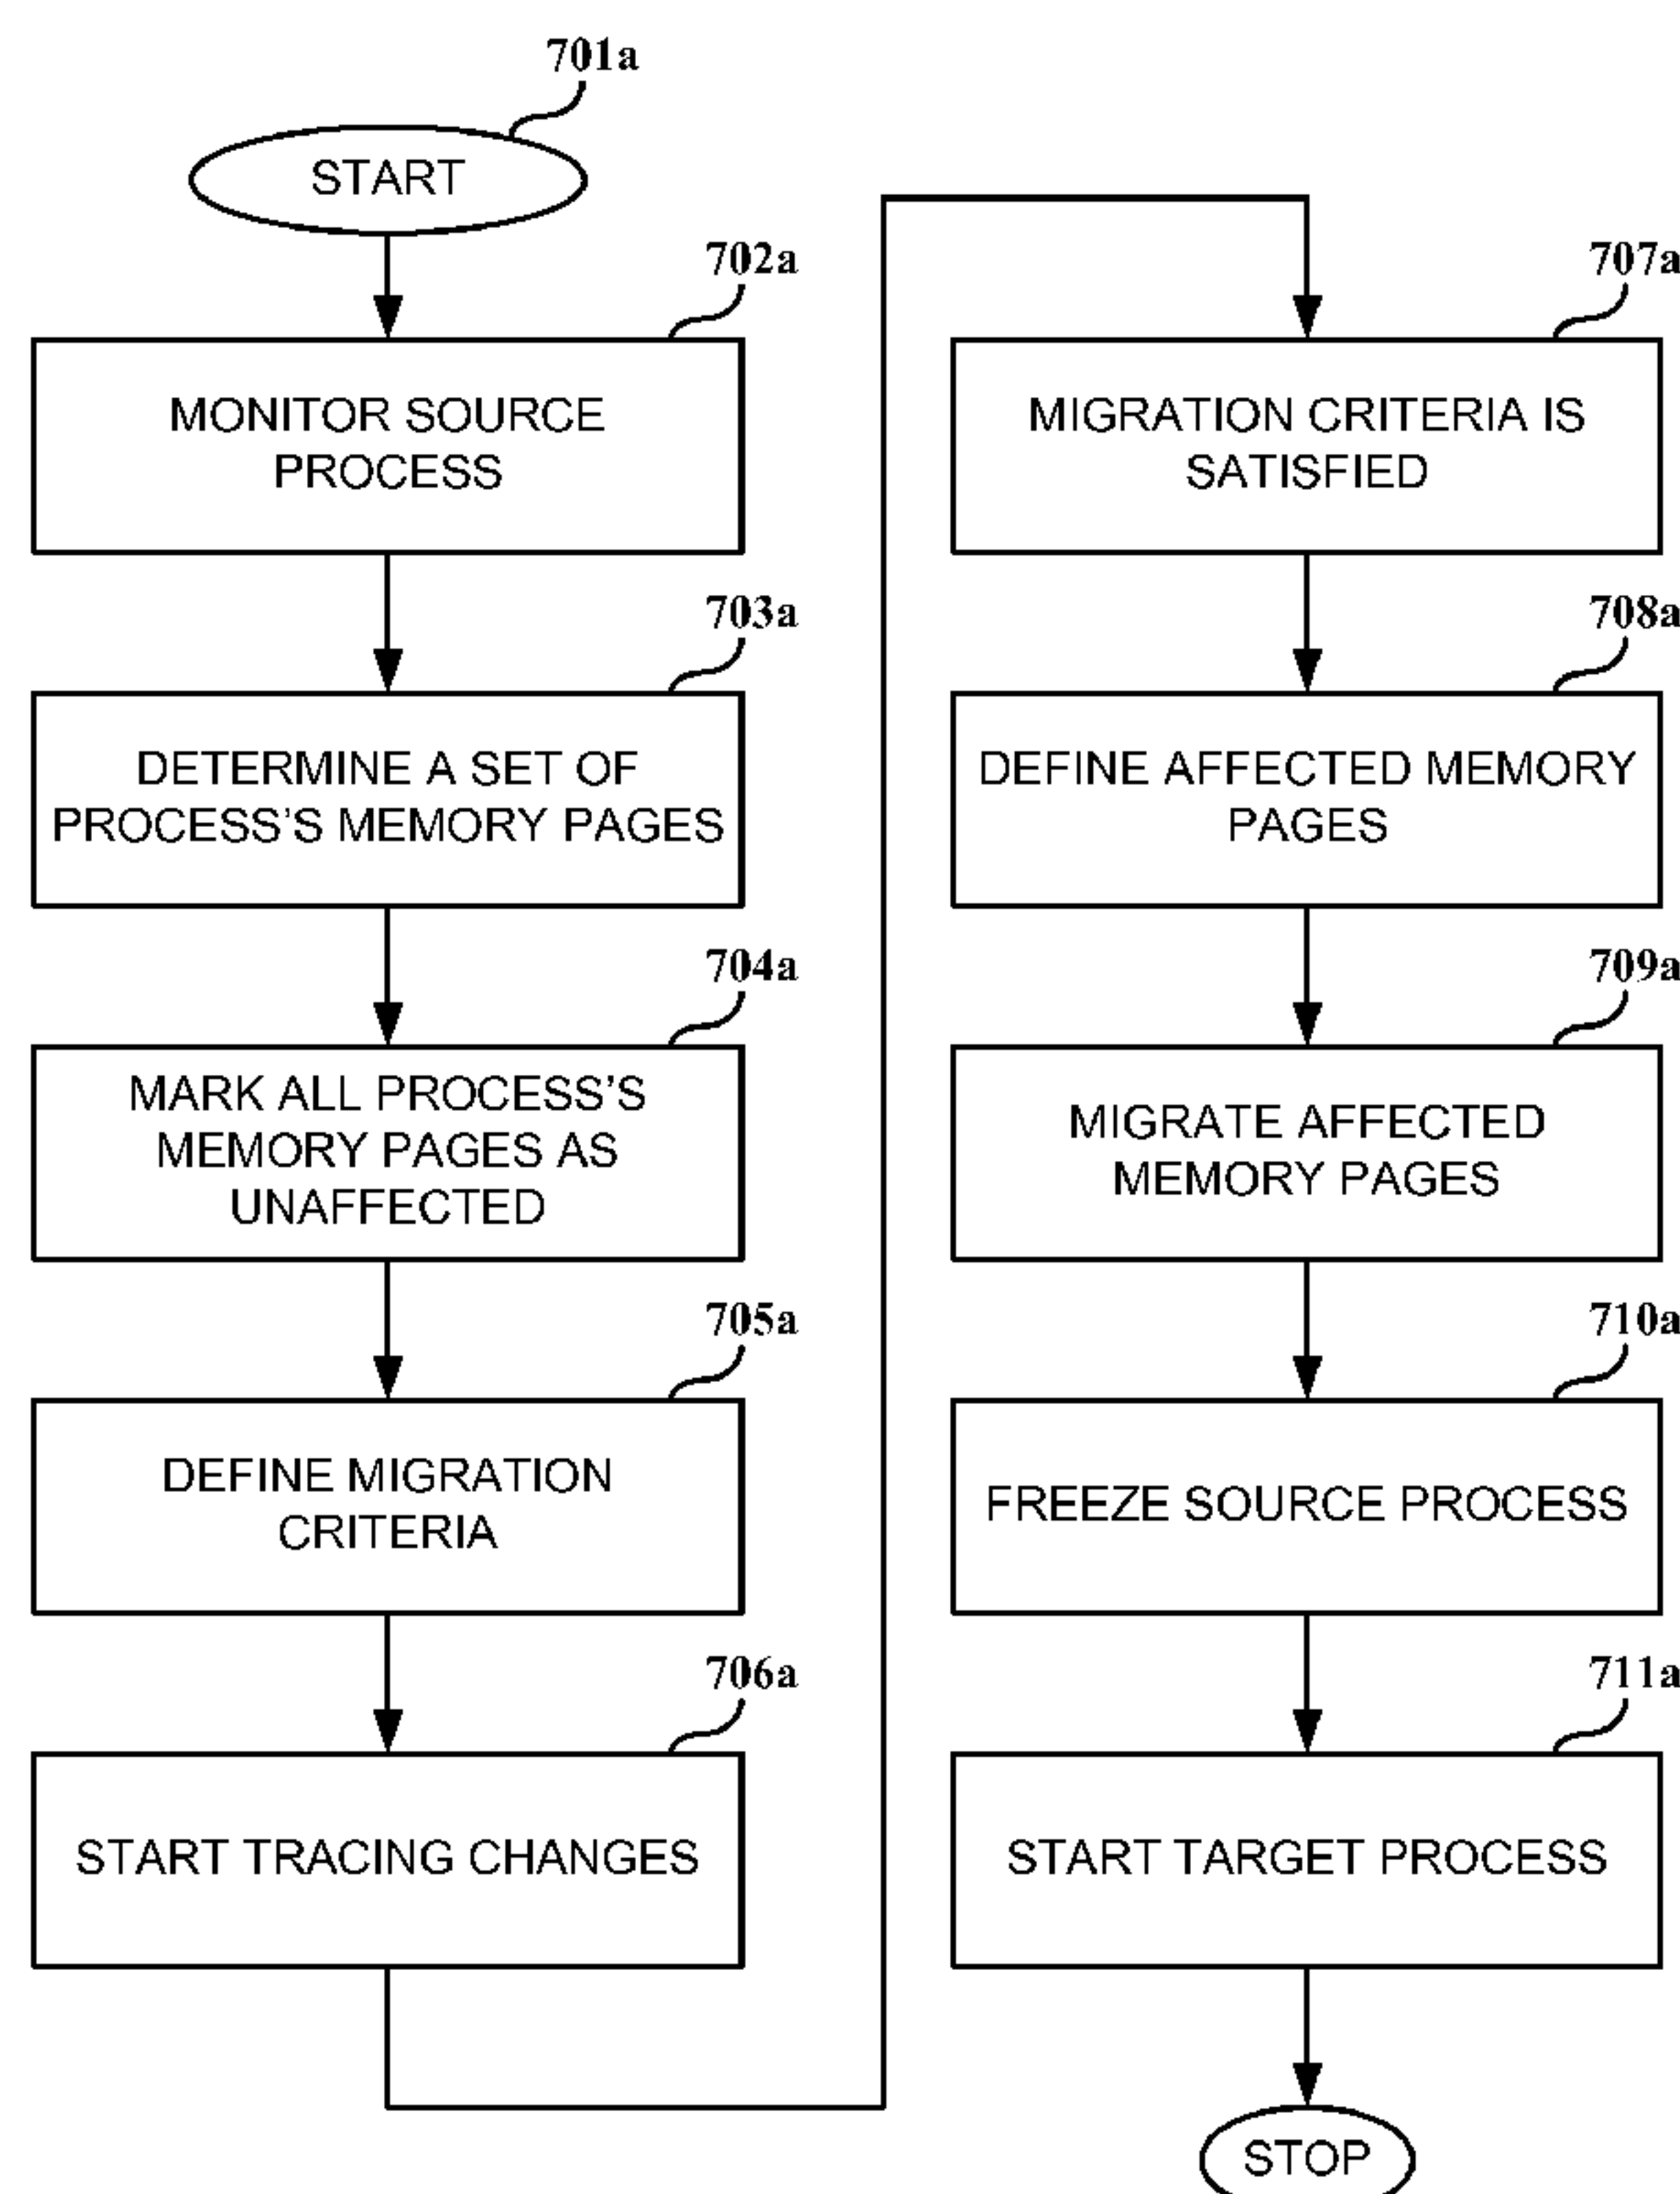 701a
START
702a
MONITOR SOURCE
PROCESS
703a
DETERMINE A SET OF
PROCESS'S MEMORY PAGES
704a
MARK ALL PROCESS'S
MEMORY PAGES AS
UNAFFECTED
705a
DEFINE MIGRATION
CRITERIA
706a
START TRACING CHANGES
707a
MIGRATION CRITERIA IS
SATISFIED
708a
DEFINE AFFECTED MEMORY
PAGES
709a
MIGRATE AFFECTED
MEMORY PAGES
710a
FREEZE SOURCE PROCESS
711a
START TARGET PROCESS
STOP